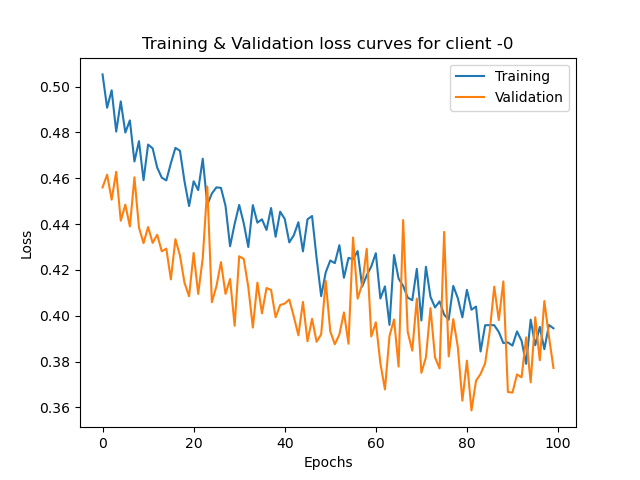 Training & Validation loss curves for client -0
Training
Validation
0.50
0.48
0.46
0.44
0.42
0.40
0.38
0.36
Loss
0
20
40
60
80
100
Epochs